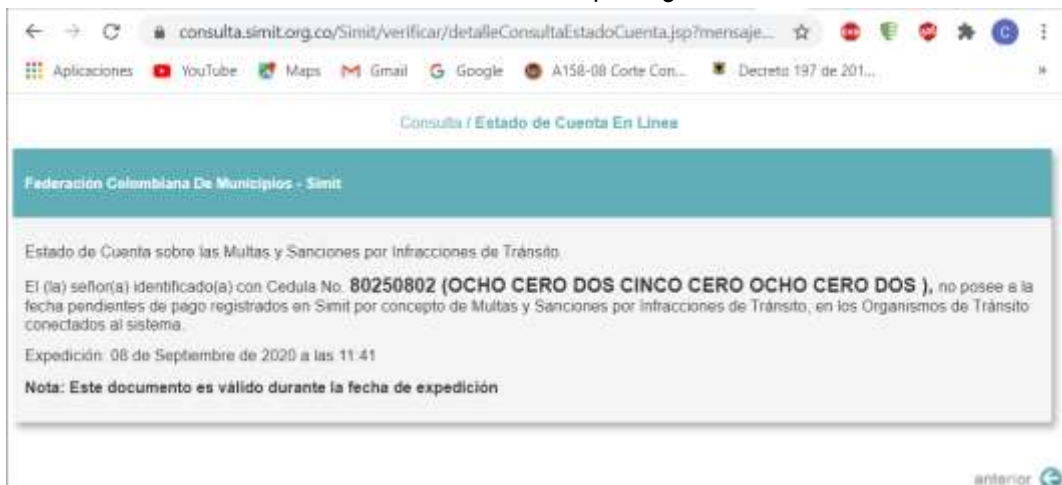 consulta.simit.org.co/Simit/verificar/detalleConsultaEstadoCuenta.jsp?mensaje...
Aplicaciones YouTube Maps Gmail Google A158-08 Corte Con... Decreto 197 de 201...
Consulta / Estado de Cuenta En Linea
Federación Colombiana De Municipios - Simit
Estado de Cuenta sobre las Multas y Sanciones por Infracciones de Tránsito.
El (la) señor(a) identificado(a) con Cedula No. 80250802 (OCHO CERO DOS CINCO CERO OCHO CERO DOS ), no posee a la
fecha pendientes de pago registrados en Simit por concepto de Multas y Sanciones por Infracciones de Tránsito, en los Organismos de Tránsito
conectados al sistema.
Expedición: 08 de Septiembre de 2020 a las 11:41
Nota: Este documento es válido durante la fecha de expedición
anterior